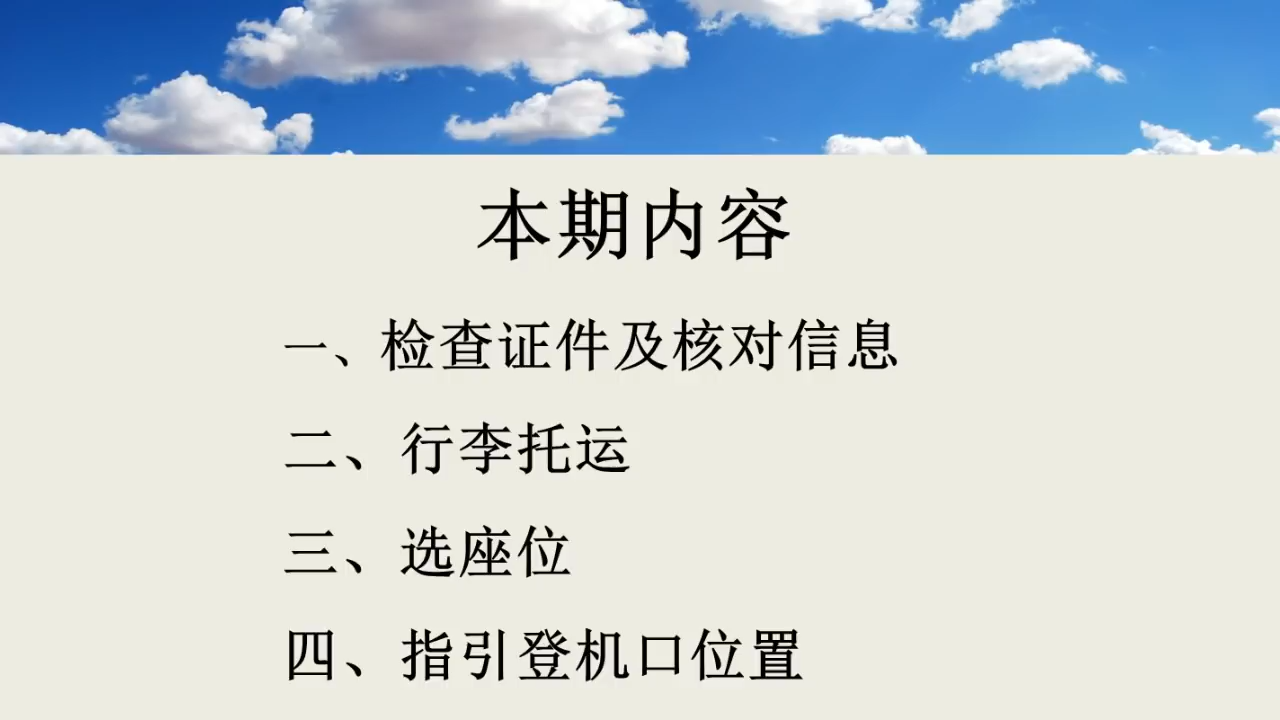 本期内容
一、检查证件及核对信息
二、行李托运
三、选座位
四、指引登机口位置